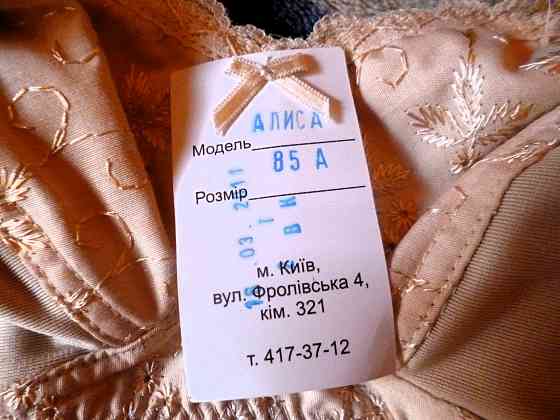 АЛИСА
Модель
85 А
Розмір
м. Київ,
вул. Фролівська 4,
кім. 321
т. 417-37-12